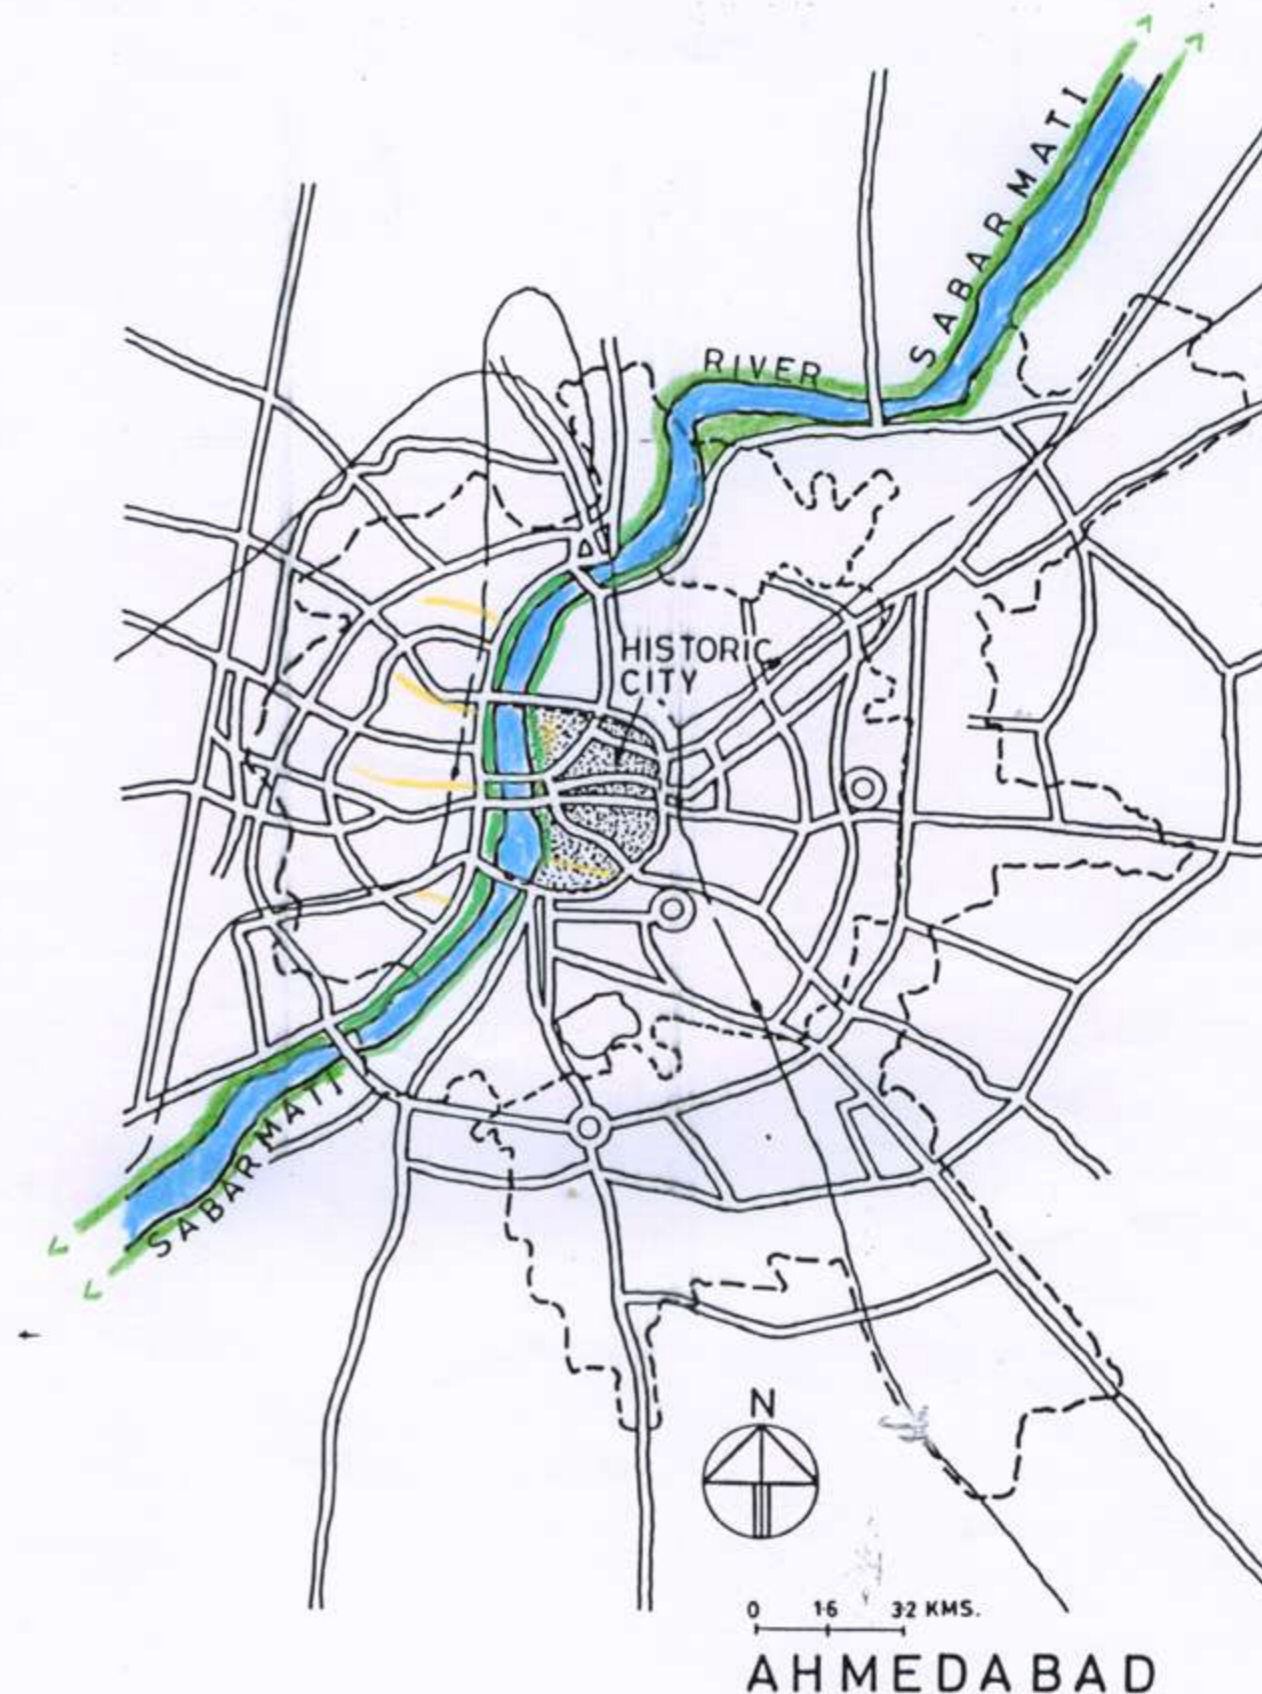 SABARMATI
RIVER
HISTORIC
CITY
SABARMATI
N
0 1·6 3·2 KMS.
AHMEDABAD